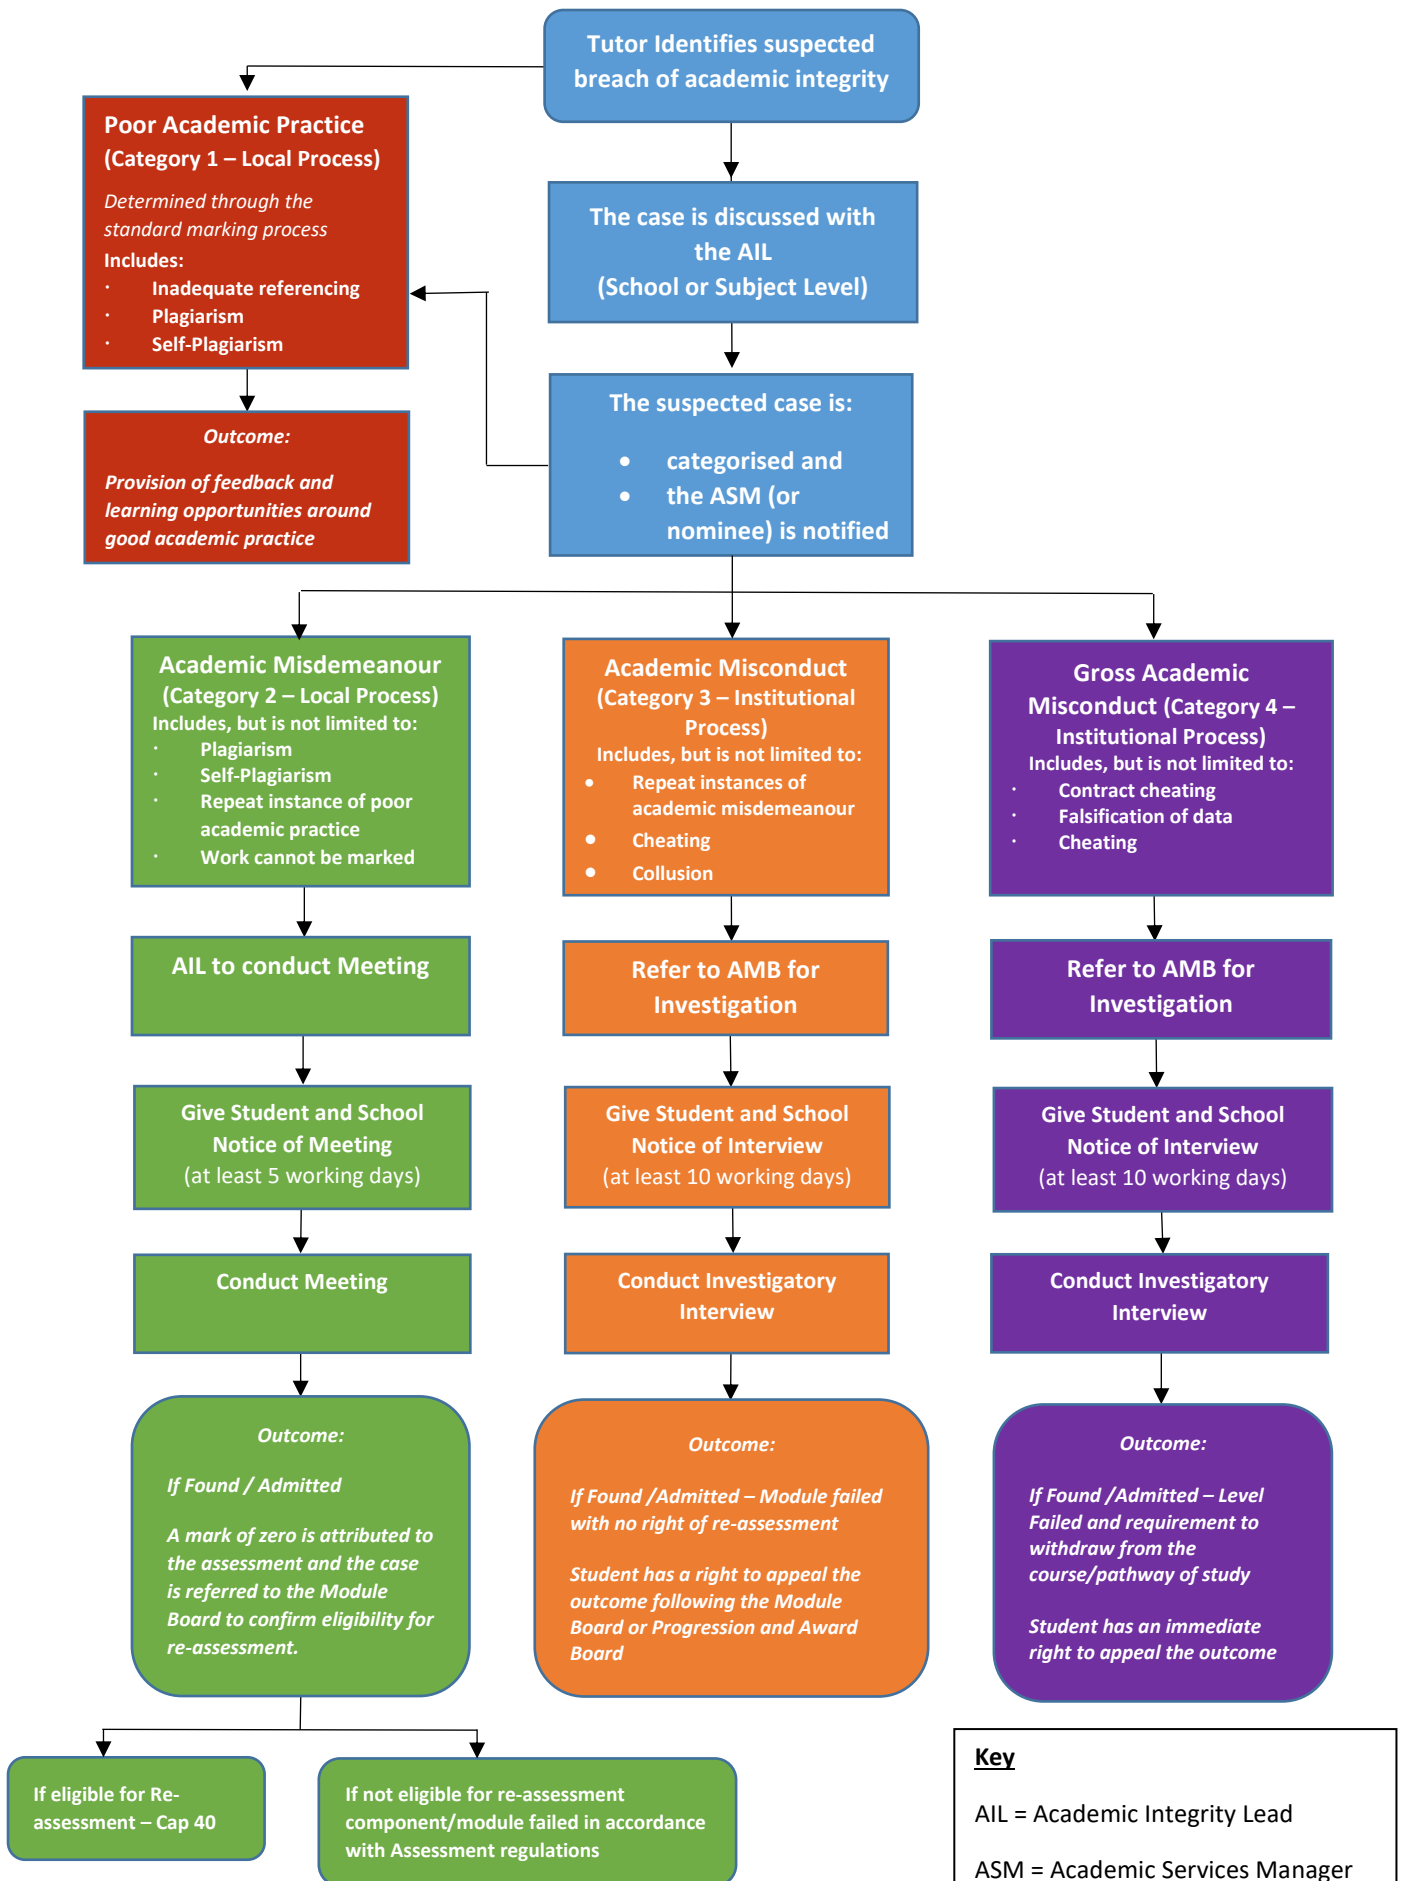 Tutor Identifies suspected
breach of academic integrity
Poor Academic Practice
(Category 1 – Local Process)
Determined through the
standard marking process
Includes:
· Inadequate referencing
· Plagiarism
· Self-Plagiarism
The case is discussed with
the AIL
(School or Subject Level)
Outcome:
Provision of feedback and
learning opportunities around
good academic practice
The suspected case is:
• categorised and
• the ASM (or
nominee) is notified
Academic Misdemeanour
(Category 2 – Local Process)
Includes, but is not limited to:
· Plagiarism
· Self-Plagiarism
· Repeat instance of poor
academic practice
· Work cannot be marked
Academic Misconduct
(Category 3 – Institutional
Process)
Includes, but is not limited to:
• Repeat instances of
academic misdemeanour
• Cheating
• Collusion
Gross Academic
Misconduct (Category 4 –
Institutional Process)
Includes, but is not limited to:
· Contract cheating
· Falsification of data
· Cheating
AIL to conduct Meeting
Refer to AMB for
Investigation
Refer to AMB for
Investigation
Give Student and School
Notice of Meeting
(at least 5 working days)
Give Student and School
Notice of Interview
(at least 10 working days)
Give Student and School
Notice of Interview
(at least 10 working days)
Conduct Meeting
Conduct Investigatory
Interview
Conduct Investigatory
Interview
Outcome:
If Found / Admitted
A mark of zero is attributed to
the assessment and the case
is referred to the Module
Board to confirm eligibility for
re-assessment.
Outcome:
If Found /Admitted – Module failed
with no right of re-assessment
Student has a right to appeal the
outcome following the Module
Board or Progression and Award
Board
Outcome:
If Found /Admitted – Level
Failed and requirement to
withdraw from the
course/pathway of study
Student has an immediate
right to appeal the outcome
If eligible for Re-
assessment – Cap 40
If not eligible for re-assessment
component/module failed in accordance
with Assessment regulations
Key
AIL = Academic Integrity Lead
ASM = Academic Services Manager